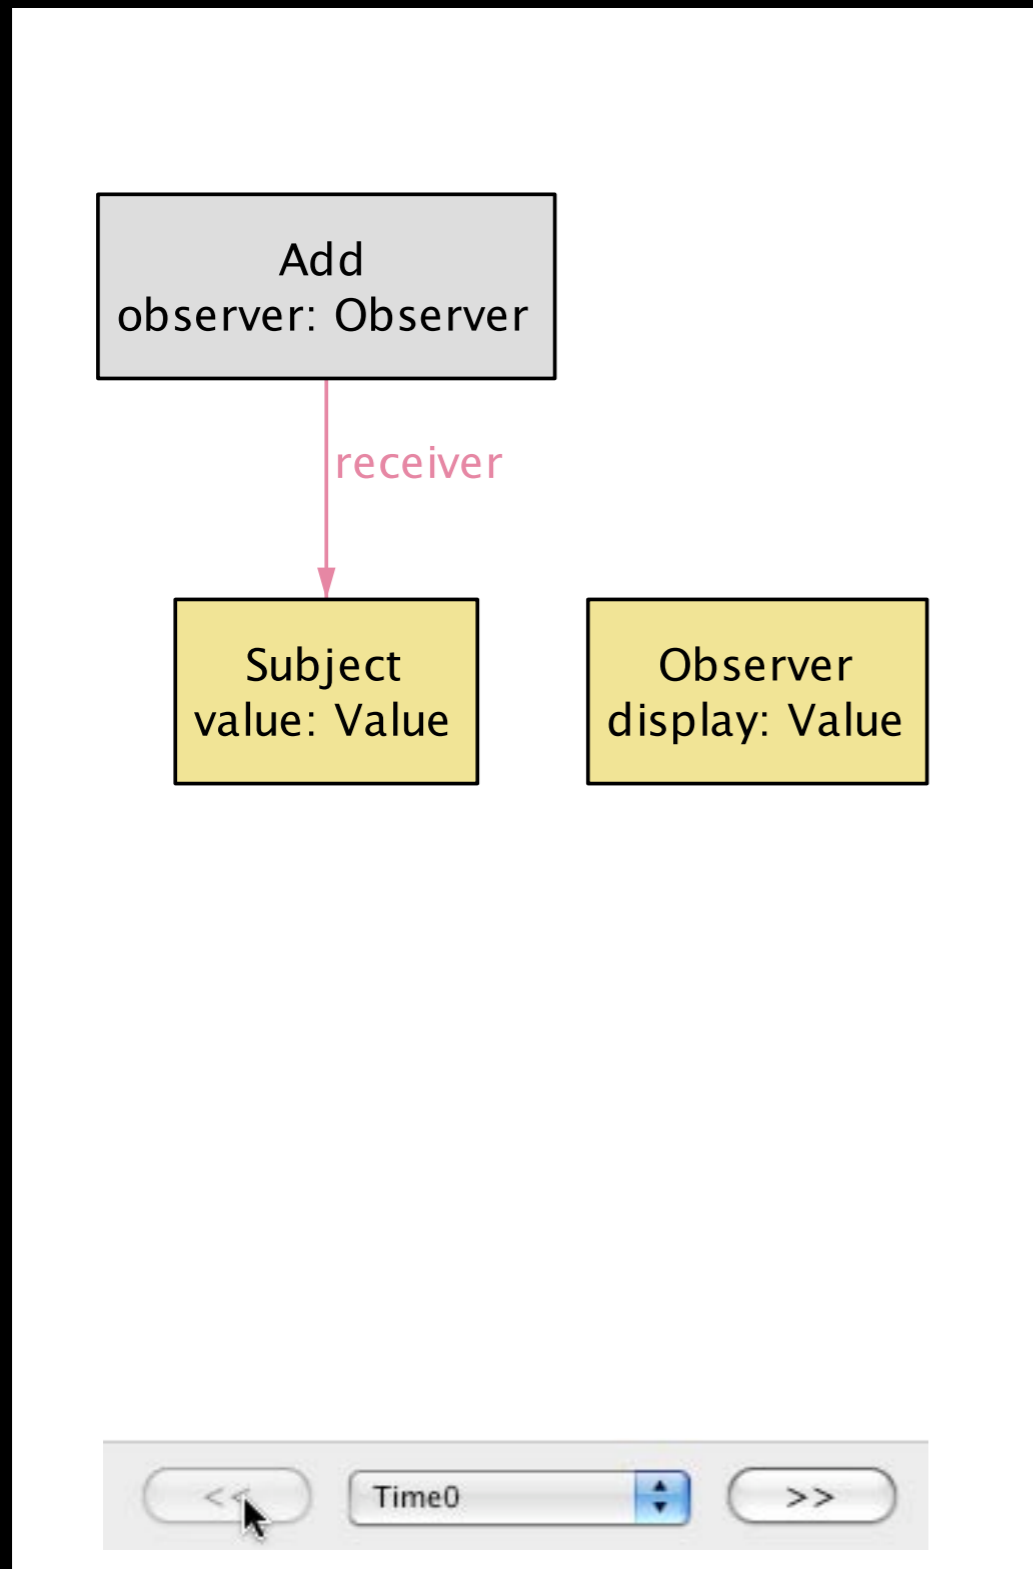 Add
observer: Observer
receiver
Subject
value: Value
Observer
display: Value
<<
Time0
>>